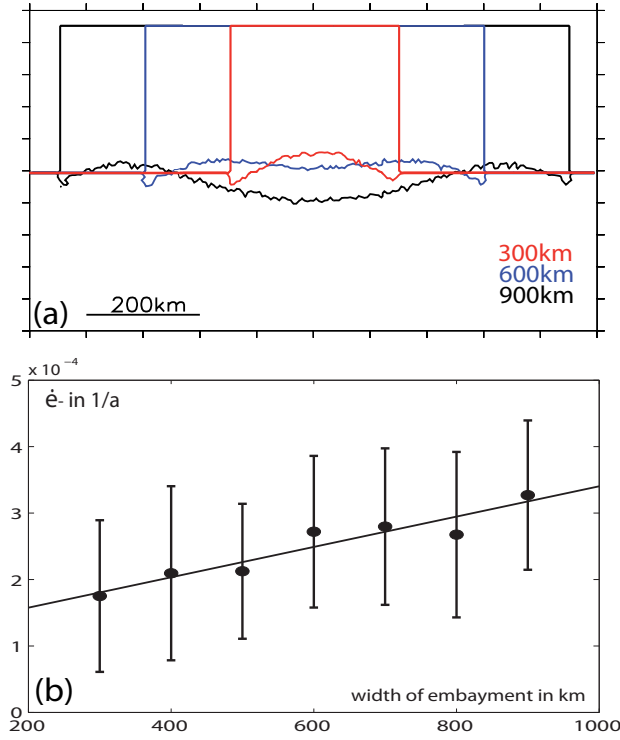 300km
600km
900km
(a)
200km
x 10⁻⁴
5
ė- in 1/a
4
3
2
1
(b)
width of embayment in km
0
200
400
600
800
1000